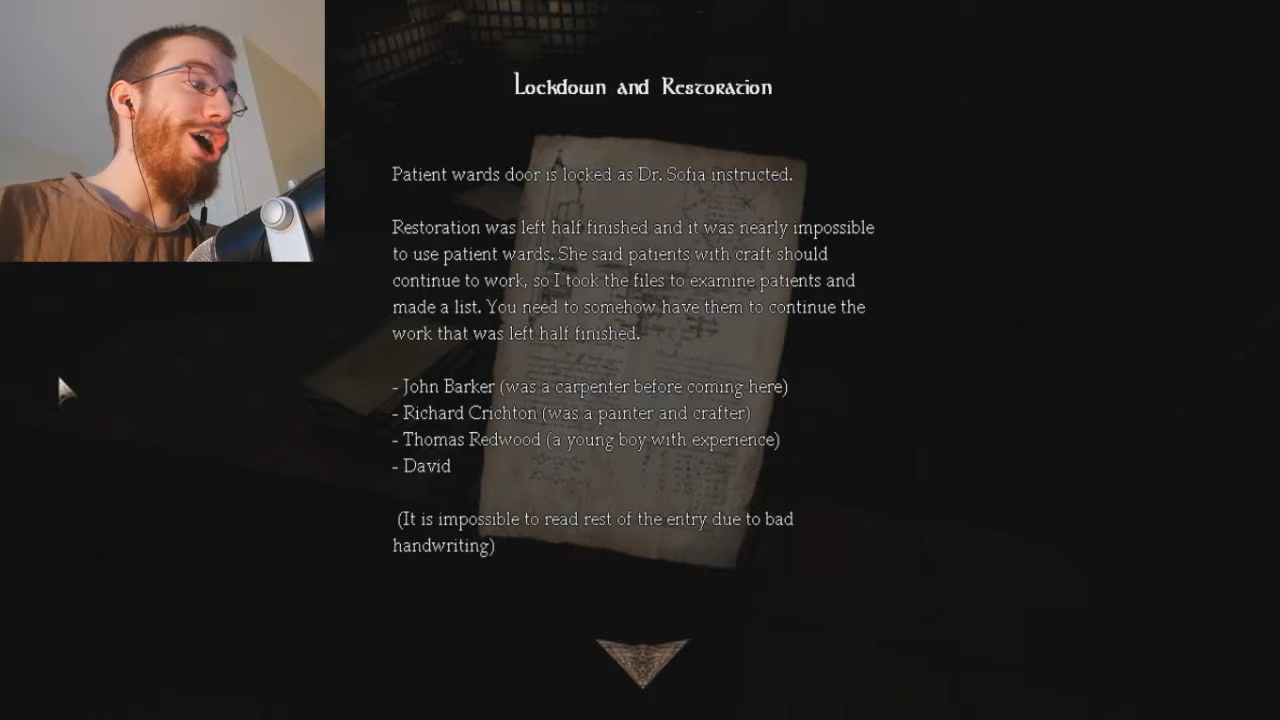 Lockdown and Restoration
Patient wards door is locked as Dr. Sofia instructed.
Restoration was left half finished and it was nearly impossible
to use patient wards. She said patients with craft should
continue to work, so I took the files to examine patients and
made a list. You need to somehow have them to continue the
work that was left half finished.
- John Barker (was a carpenter before coming here)
- Richard Crichton (was a painter and crafter)
- Thomas Redwood (a young boy with experience)
- David
(It is impossible to read rest of the entry due to bad
handwriting)